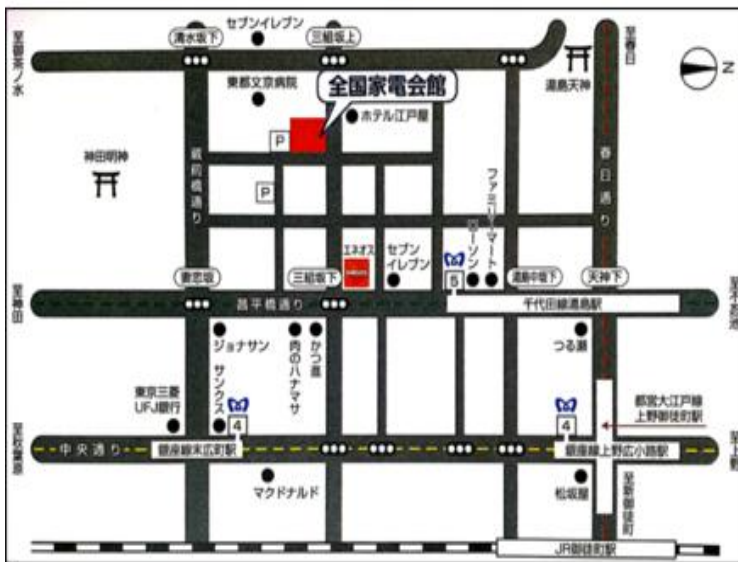 セブンイレブン
清水坂下
三組坂上
至御茶ノ水
至春日
東都文京病院
全国家電会館
湯島天神
N
P
ホテル江戸屋
神田明神
蔵前橋通り
春日通り
P
ファミリーマート
ローソン
エネオス
セブン
イレブン
妻恋坂
三組坂下
5
湯島中坂下
天神下
至神田
昌平橋通り
千代田線湯島駅
至不忍池
ジョナサン
サンクス
肉のハナマサ
かつ喜
つる瀬
東京三菱
UFJ銀行
4
4
都営大江戸線
上野御徒町駅
至秋葉原
中央通り
銀座線末広町駅
銀座線上野広小路駅
至上野
マクドナルド
松坂屋
至新御徒町
JR御徒町駅